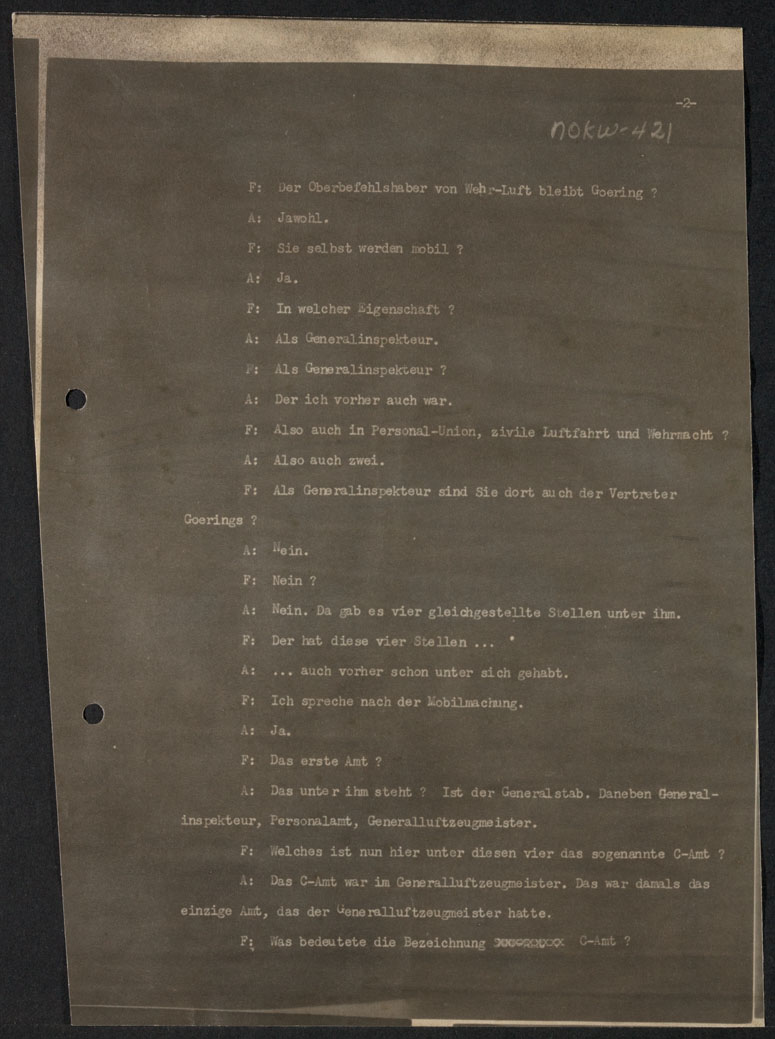 -2-
NOKW-421
F: Der Oberbefehlshaber von Wehr-Luft bleibt Goering ?
A: Jawohl.
F: Sie selbst werden mobil ?
A: Ja.
F: In welcher Eigenschaft ?
A: Als Generalinspekteur.
F: Als Generalinspekteur ?
A: Der ich vorher auch war.
F: Also auch in Personal-Union, zivile Luftfahrt und Wehrmacht ?
A: Also auch zwei.
F: Als Generalinspekteur sind Sie dort auch der Vertreter
Goerings ?
A: Nein.
F: Nein ?
A: Nein. Da gab es vier gleichgestellte Stellen unter ihm.
F: Der hat diese vier Stellen ...
A: ... auch vorher schon unter sich gehabt.
F: Ich spreche nach der Mobilmachung.
A: Ja.
F: Das erste Amt ?
A: Das unter ihm steht ? Ist der Generalstab. Daneben General-
inspekteur, Personalamt, Generalluftzeugmeister.
F: Welches ist nun hier unter diesen vier das sogenannte C-Amt ?
A: Das C-Amt war im Generalluftzeugmeister. Das war damals das
einzige Amt, das der Generalluftzeugmeister hatte.
F: Was bedeutete die Bezeichnung C-Amt ?